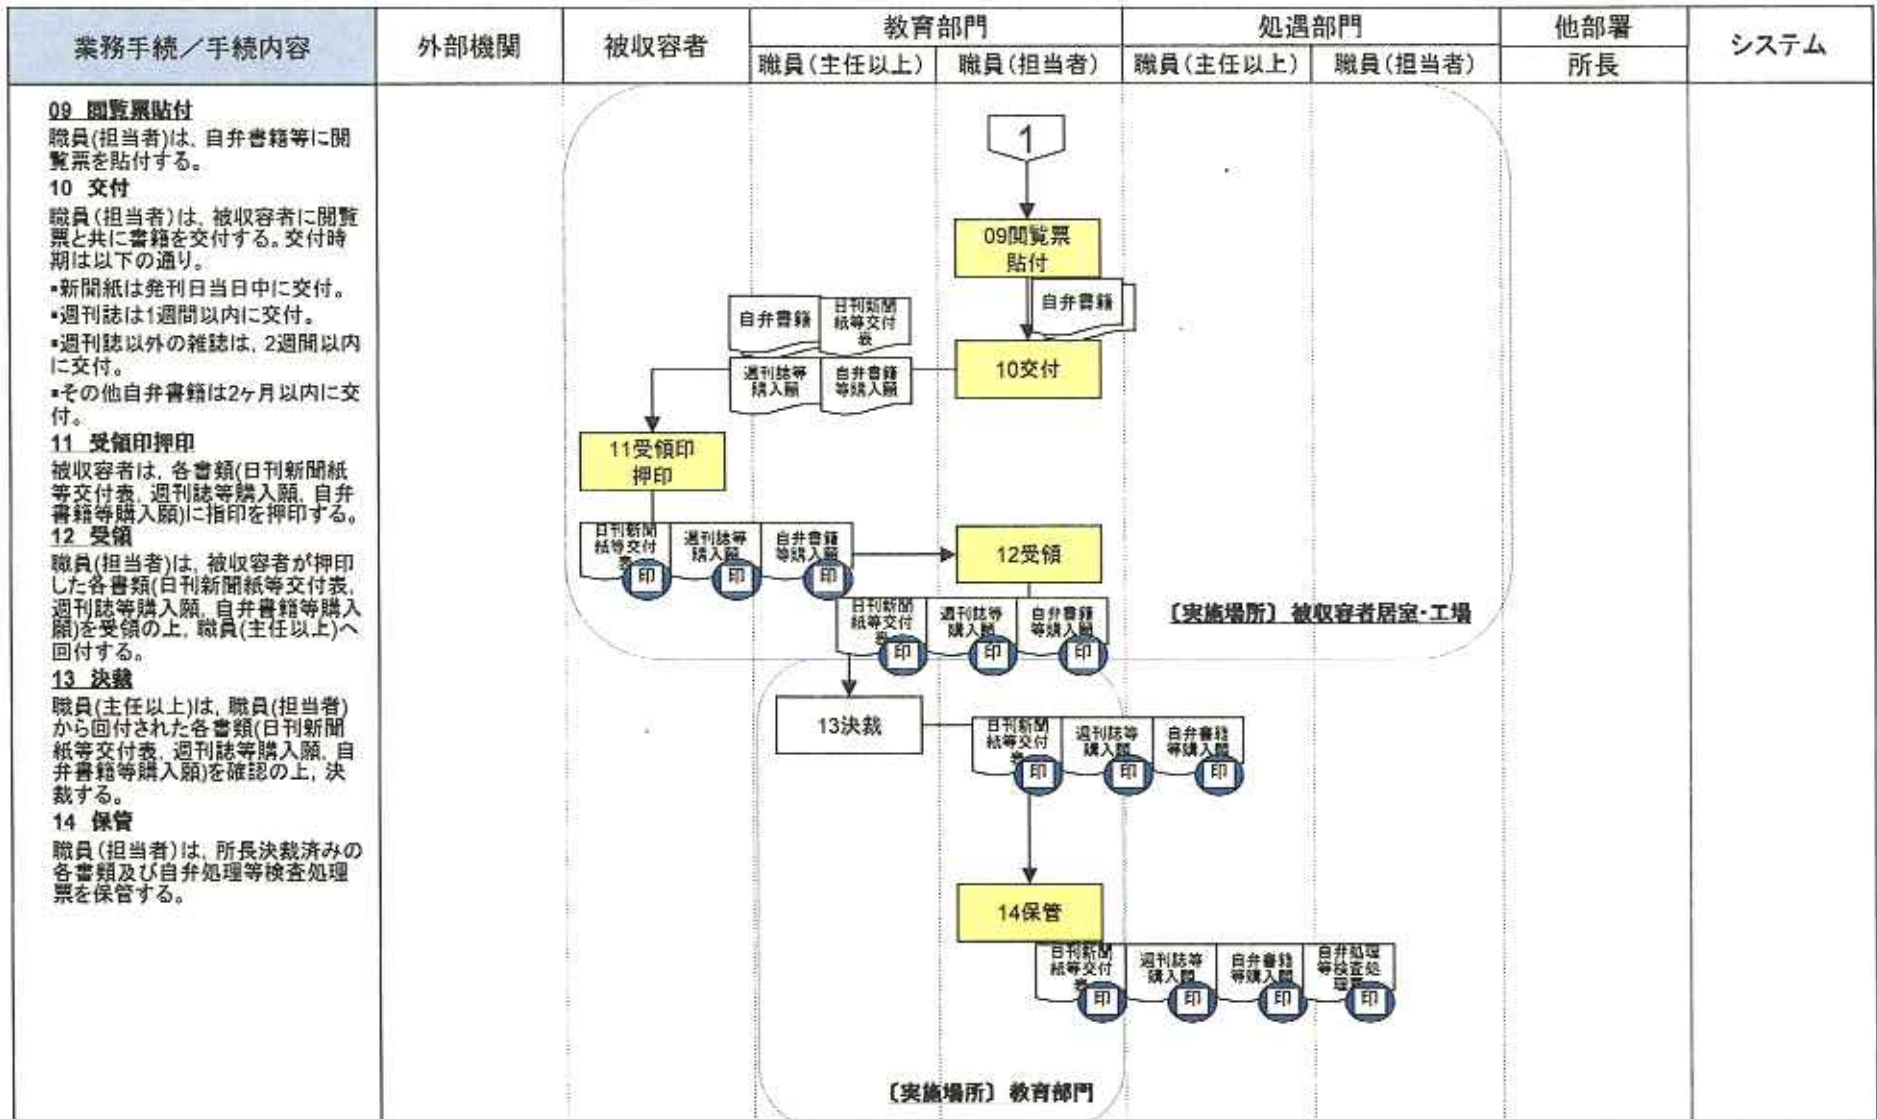 業務手続／手続内容
外部機関
被収容者
教育部門
職員(主任以上)
職員(担当者)
処遇部門
職員(主任以上)
職員(担当者)
他部署
所長
システム
09 閲覧票貼付
職員(担当者)は，自弁書籍等に閲
覧票を貼付する。
10 交付
職員(担当者)は，被収容者に閲覧
票と共に書籍を交付する。交付時
期は以下の通り。
▪新聞紙は発刊日当日中に交付。
▪週刊誌は1週間以内に交付。
▪週刊誌以外の雑誌は，2週間以内
に交付。
▪その他自弁書籍は2ヶ月以内に交
付。
11 受領印押印
被収容者は，各書類(日刊新聞紙
等交付表，週刊誌等購入願，自弁
書籍等購入願)に指印を押印する。
12 受領
職員(担当者)は，被収容者が押印
した各書類(日刊新聞紙等交付表，
週刊誌等購入願，自弁書籍等購入
願)を受領の上，職員(主任以上)へ
回付する。
13 決裁
職員(主任以上)は，職員(担当者)
から回付された各書類(日刊新聞
紙等交付表，週刊誌等購入願，自
弁書籍等購入願)を確認の上，決
裁する。
14 保管
職員(担当者)は，所長決裁済みの
各書類及び自弁処理等検査処理
票を保管する。
1
09閲覧票
貼付
自弁書籍
自弁書籍
日刊新聞
紙等交付
表
10交付
週刊誌等
購入願
自弁書籍
等購入願
11受領印
押印
日刊新聞
紙等交付
表
印
週刊誌等
購入願
印
自弁書籍
等購入願
印
12受領
日刊新聞
紙等交付
表
印
週刊誌等
購入願
印
自弁書籍
等購入願
印
〔実施場所〕被収容者居室・工場
13決裁
日刊新聞
紙等交付
表
印
週刊誌等
購入願
印
自弁書籍
等購入願
印
14保管
日刊新聞
紙等交付
表
印
週刊誌等
購入願
印
自弁書籍
等購入願
印
自弁処理
等検査処
理票
印
〔実施場所〕教育部門